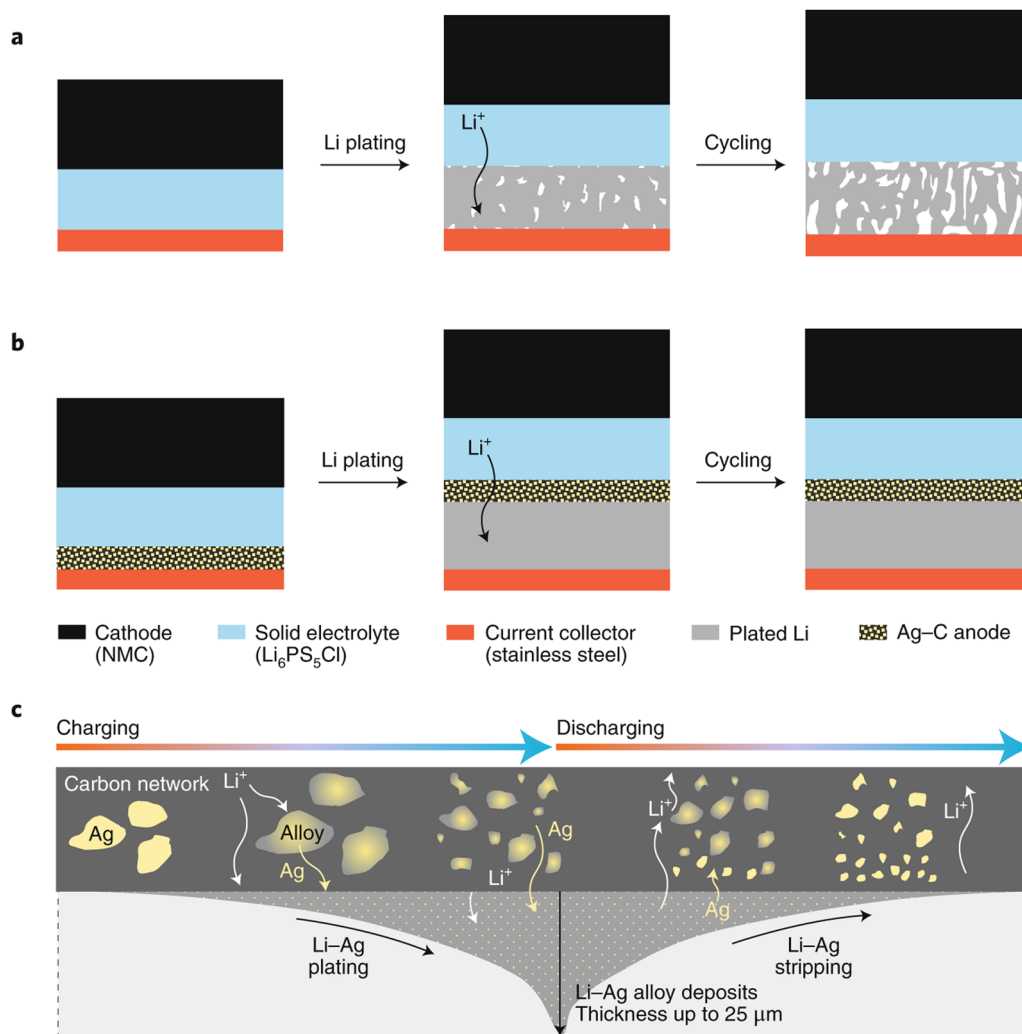 a
Li plating
Li⁺
Cycling
b
Li plating
Li⁺
Cycling
Cathode
(NMC)
Solid electrolyte
(Li₆PS₅Cl)
Current collector
(stainless steel)
Plated Li
Ag–C anode
c
Charging
Discharging
Carbon network
Li⁺
Ag
Alloy
Ag
Li⁺
Ag
Li⁺
Ag
Li⁺
Li–Ag
plating
Li–Ag
stripping
Li–Ag alloy deposits
Thickness up to 25 μm